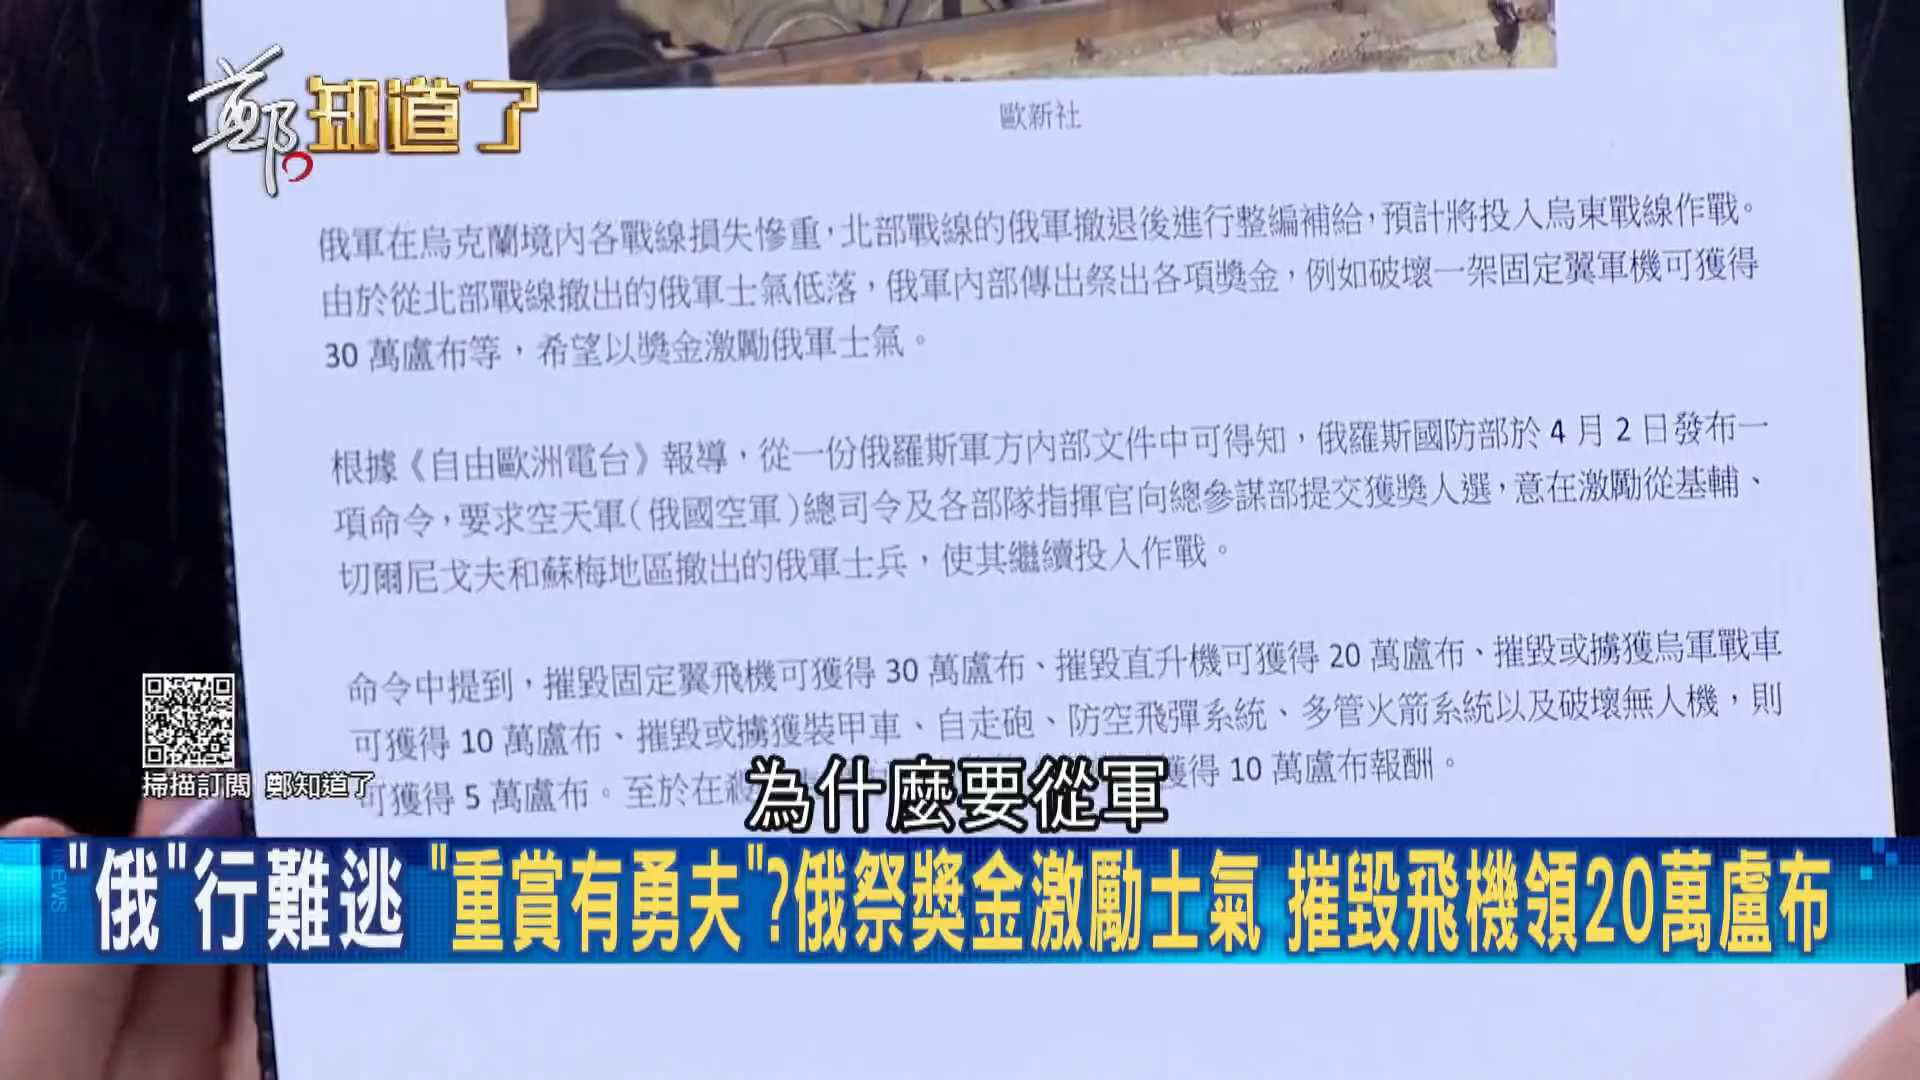 鄭知道了
歐新社
俄軍在烏克蘭境內各戰線損失慘重，北部戰線的俄軍撤退後進行整編補給，預計將投入烏東戰線作戰。
由於從北部戰線撤出的俄軍士氣低落，俄軍內部傳出祭出各項獎金，例如破壞一架固定翼軍機可獲得
30 萬盧布等，希望以獎金激勵俄軍士氣。
根據《自由歐洲電台》報導，從一份俄羅斯軍方內部文件中可得知，俄羅斯國防部於 4 月 2 日發布一
項命令，要求空天軍（俄國空軍）總司令及各部隊指揮官向總參謀部提交獲獎人選，意在激勵從基輔、
切爾尼戈夫和蘇梅地區撤出的俄軍士兵，使其繼續投入作戰。
命令中提到，摧毀固定翼飛機可獲得 30 萬盧布、摧毀直升機可獲得 20 萬盧布、摧毀或擄獲烏軍戰車
可獲得 10 萬盧布、摧毀或擄獲裝甲車、自走砲、防空飛彈系統、多管火箭系統以及破壞無人機，則
可獲得 5 萬盧布。至於在殺 獲得 10 萬盧布報酬。
掃描訂閱 鄭知道了
為什麼要從軍
NEWS
"俄"行難逃 "重賞有勇夫"?俄祭獎金激勵士氣 摧毀飛機領20萬盧布